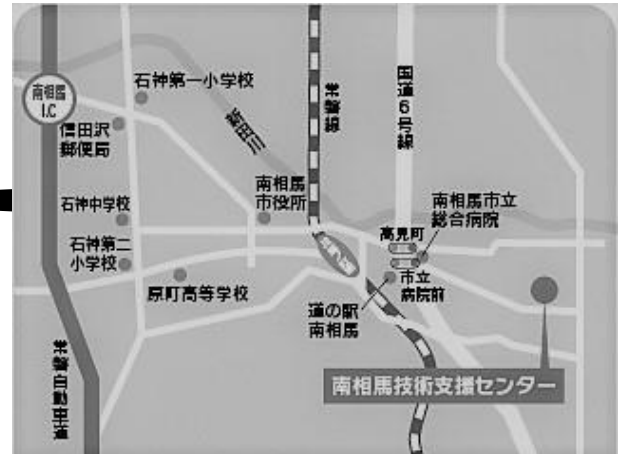 石神第一小学校
南相馬
I.C
信田沢
郵便局
新田川
常磐線
国道6号線
石神中学校
南相馬
市役所
南相馬市立
総合病院
高見町
石神第二
小学校
原町高等学校
市立
病院前
道の駅
南相馬
常磐自動車道
南相馬技術支援センター